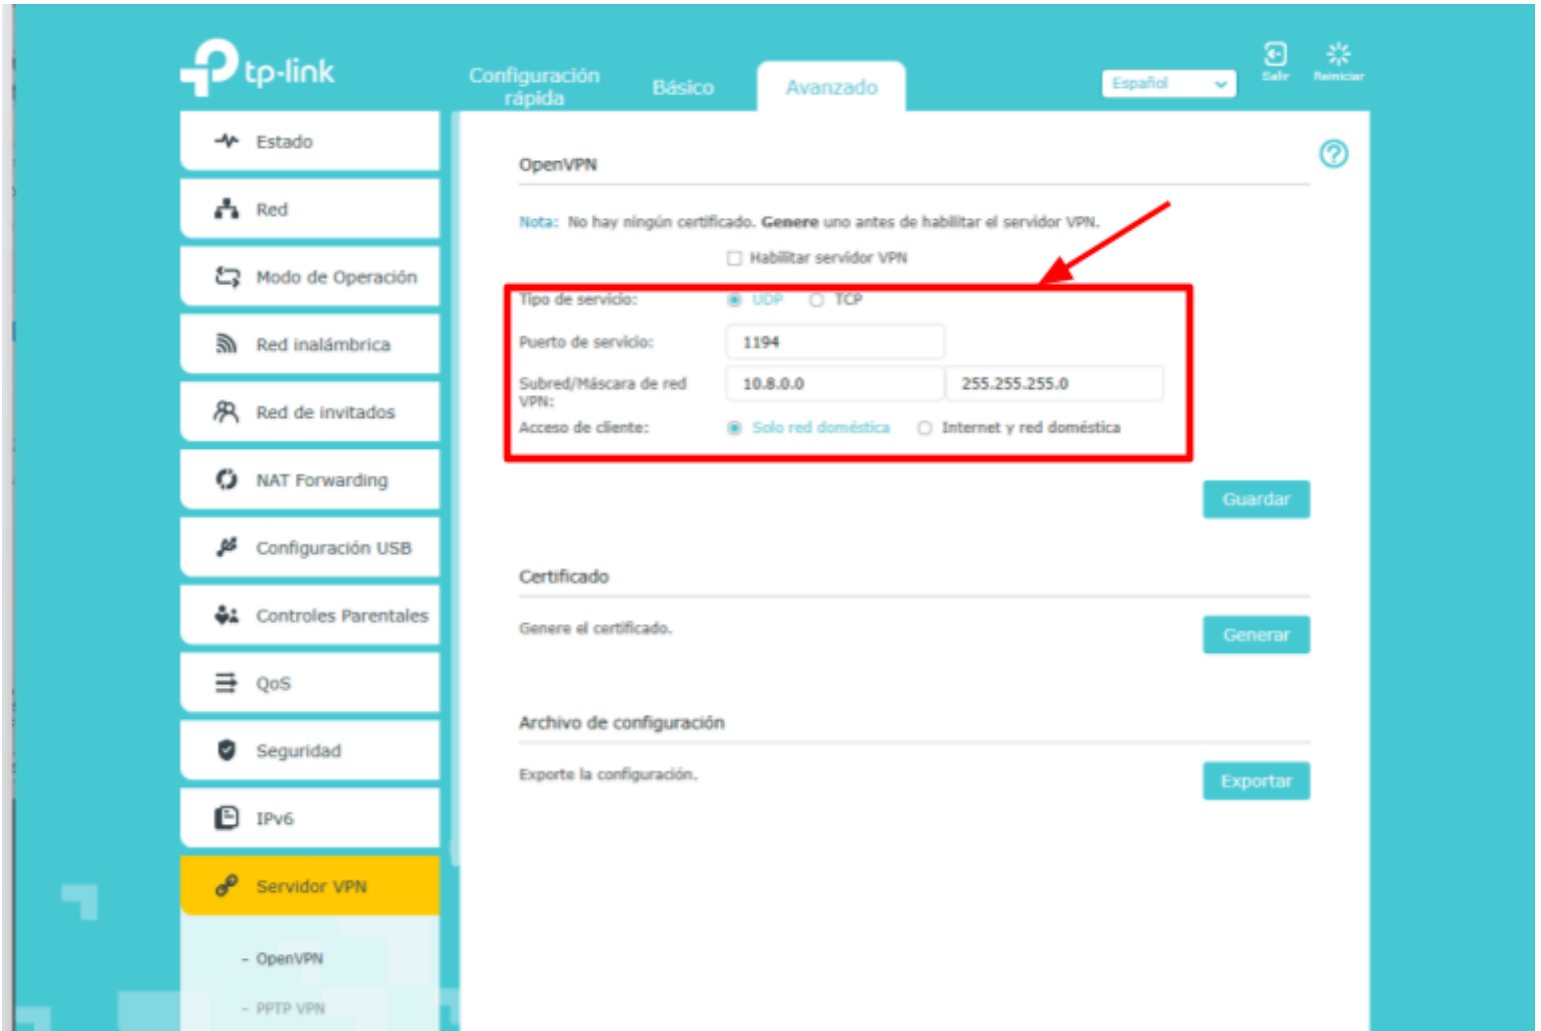 tp-link
Configuración
rápida
Básico
Avanzado
Español
Salir
Reiniciar
Estado
Red
Modo de Operación
Red inalámbrica
Red de invitados
NAT Forwarding
Configuración USB
Controles Parentales
QoS
Seguridad
IPv6
Servidor VPN
- OpenVPN
- PPTP VPN
OpenVPN
Nota: No hay ningún certificado. Genere uno antes de habilitar el servidor VPN.
Habilitar servidor VPN
Tipo de servicio: UDP TCP
Puerto de servicio: 1194
Subred/Máscara de red
VPN:
10.8.0.0 255.255.255.0
Acceso de cliente: Solo red doméstica Internet y red doméstica
Guardar
Certificado
Genere el certificado.
Generar
Archivo de configuración
Exporte la configuración.
Exportar